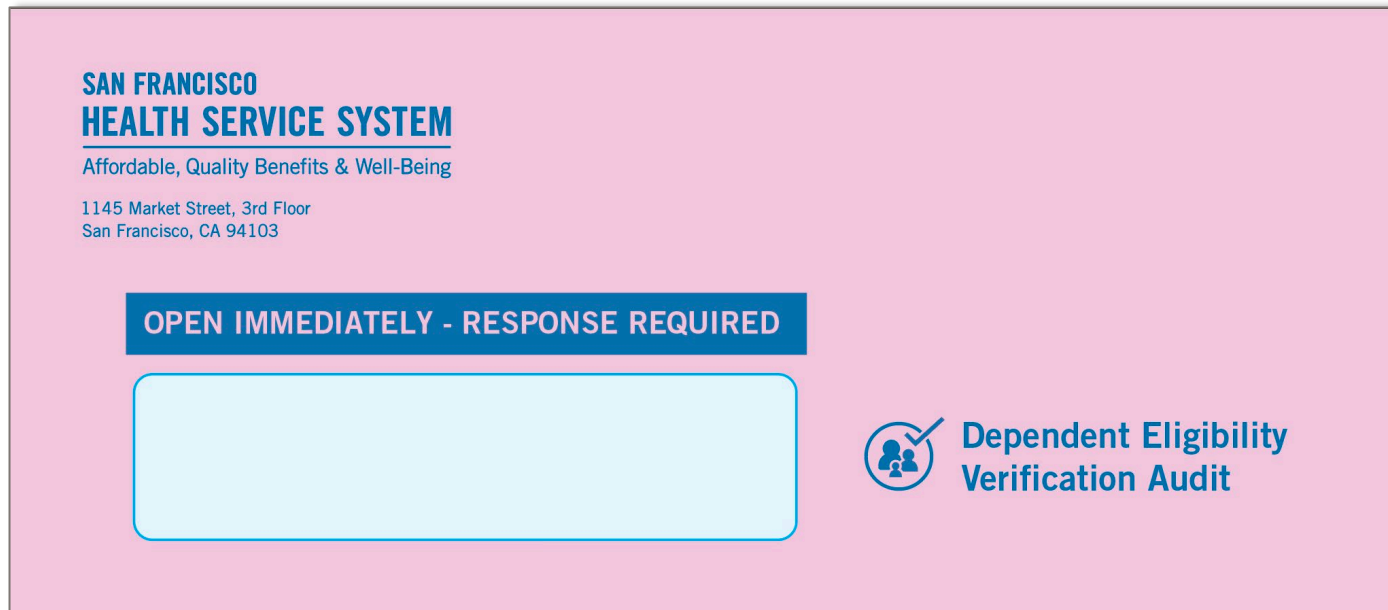 SAN FRANCISCO
HEALTH SERVICE SYSTEM
Affordable, Quality Benefits & Well-Being
1145 Market Street, 3rd Floor
San Francisco, CA 94103
OPEN IMMEDIATELY - RESPONSE REQUIRED
Dependent Eligibility
Verification Audit